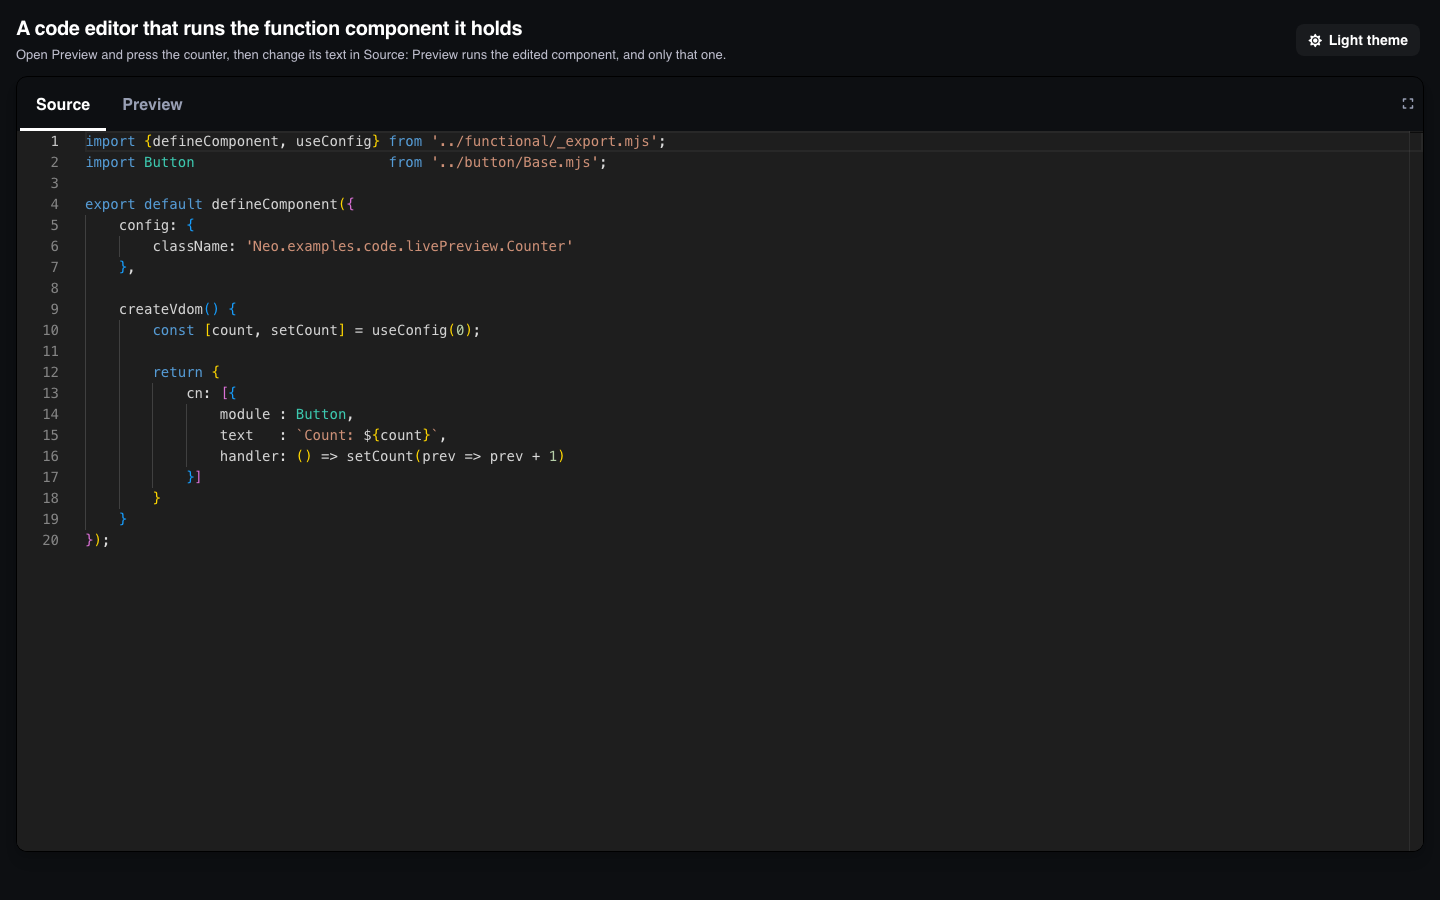 A code editor that runs the function component it holds
Open Preview and press the counter, then change its text in Source: Preview runs the edited component, and only that one.
Light theme
Source Preview
1 import {defineComponent, useConfig} from '../functional/_export.mjs';
2 import Button                       from '../button/Base.mjs';
3
4 export default defineComponent({
5     config: {
6         className: 'Neo.examples.code.livePreview.Counter'
7     },
8
9     createVdom() {
10         const [count, setCount] = useConfig(0);
11
12         return {
13             cn: [{
14                 module : Button,
15                 text   : `Count: ${count}`,
16                 handler: () => setCount(prev => prev + 1)
17             }]
18         }
19     }
20 });